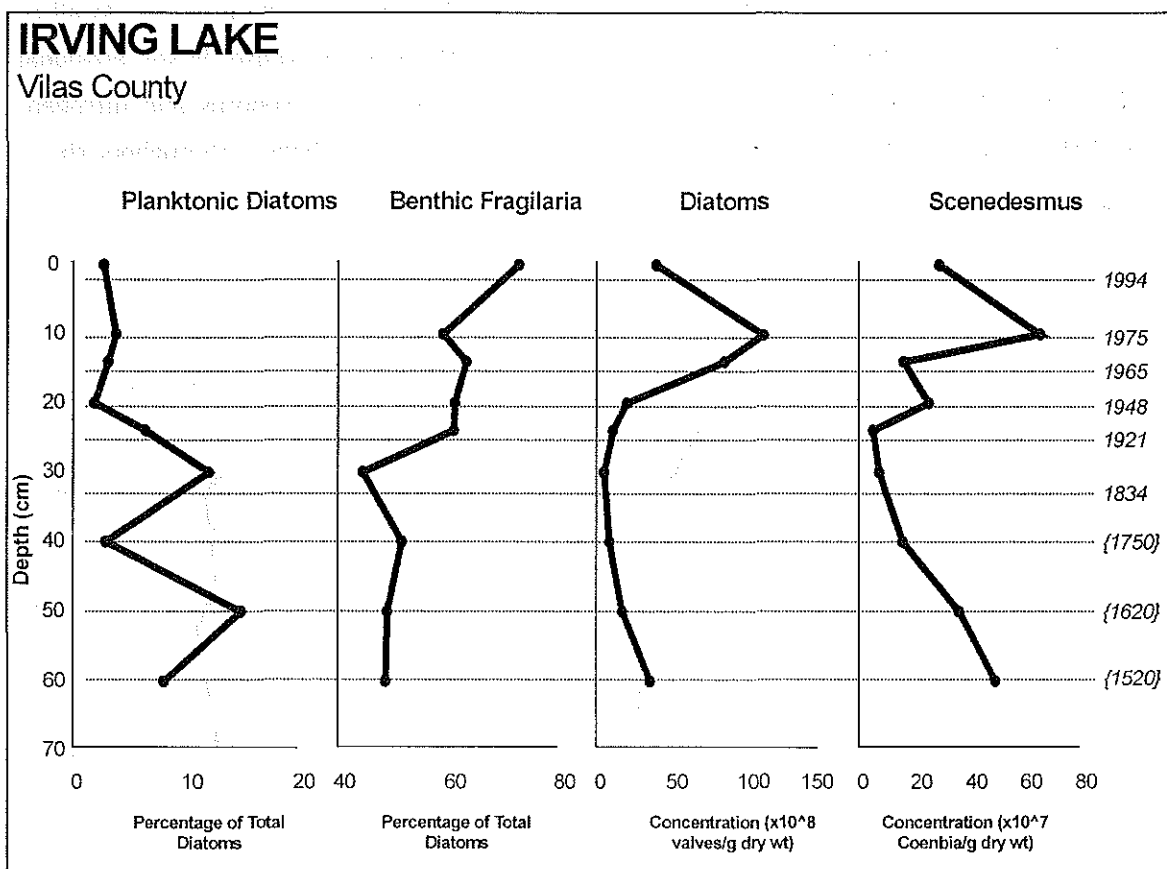 IRVING LAKE
Vilas County
Planktonic Diatoms
Benthic Fragilaria
Diatoms
Scenedesmus
Depth (cm)
0
10
20
30
40
50
60
70
1994
1975
1965
1948
1921
1834
{1750}
{1620}
{1520}
0 10 20
40 60 80
0 50 100 150
0 20 40 60 80
Percentage of Total
Diatoms
Percentage of Total
Diatoms
Concentration (x10^8
valves/g dry wt)
Concentration (x10^7
Coenbia/g dry wt)